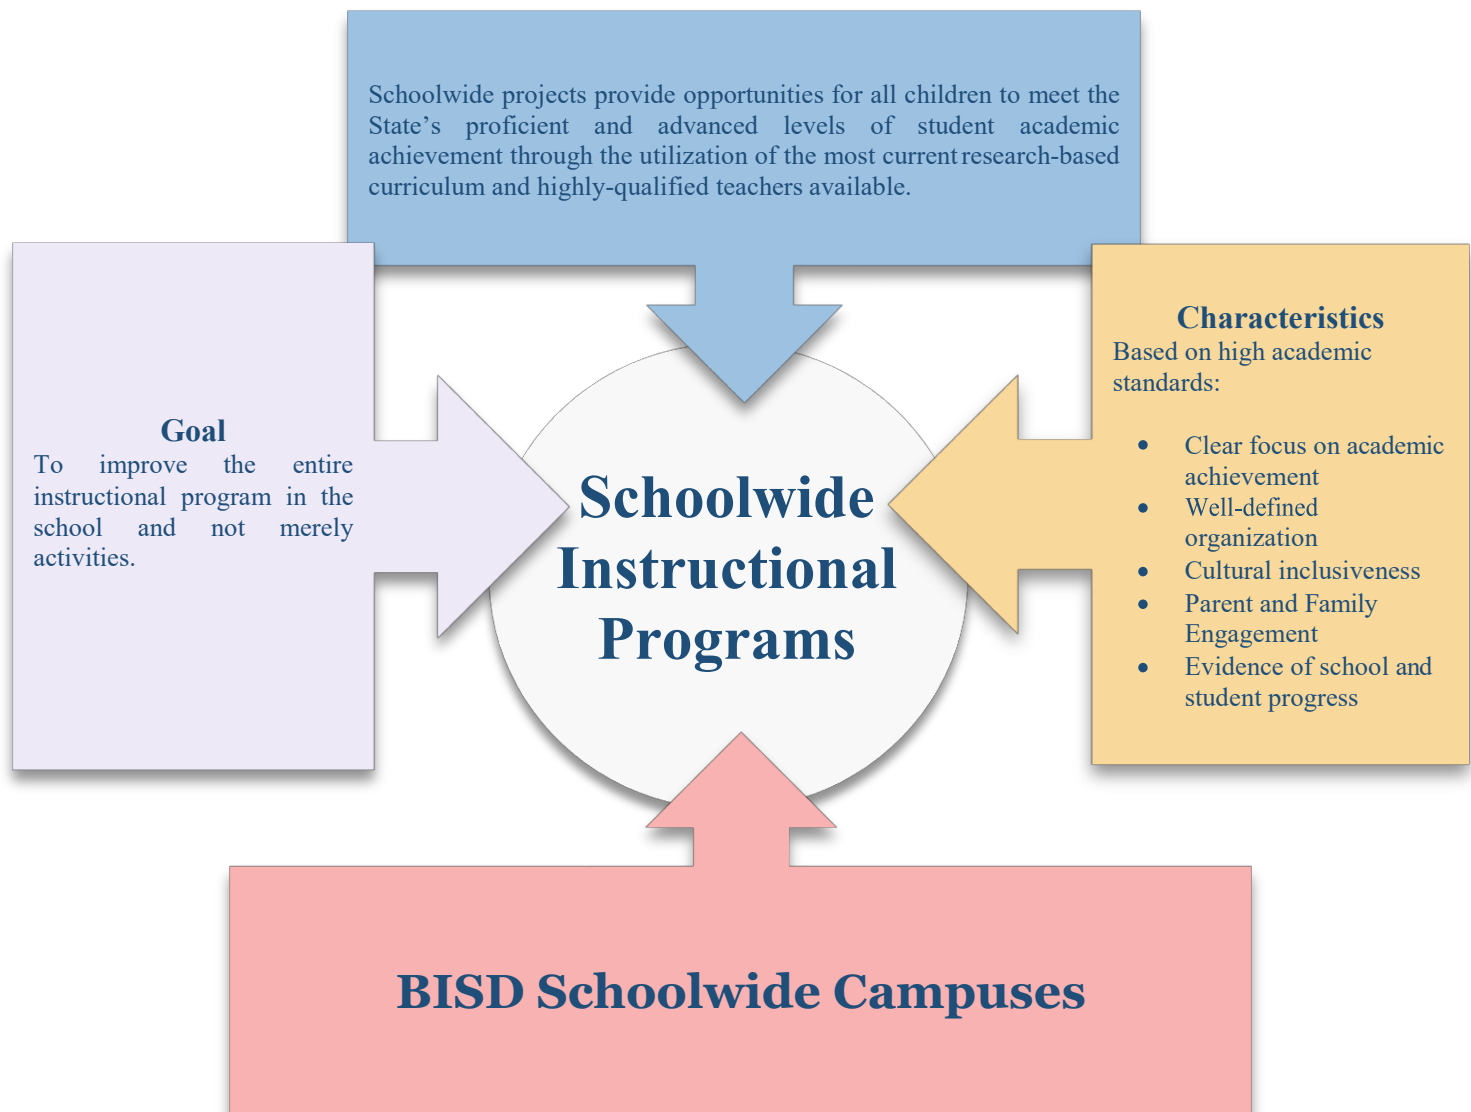 Schoolwide projects provide opportunities for all children to meet the
State’s proficient and advanced levels of student academic
achievement through the utilization of the most current research-based
curriculum and highly-qualified teachers available.
Goal
To improve the entire
instructional program in the
school and not merely
activities.
Schoolwide
Instructional
Programs
Characteristics
Based on high academic
standards:
• Clear focus on academic
achievement
• Well-defined
organization
• Cultural inclusiveness
• Parent and Family
Engagement
• Evidence of school and
student progress
BISD Schoolwide Campuses